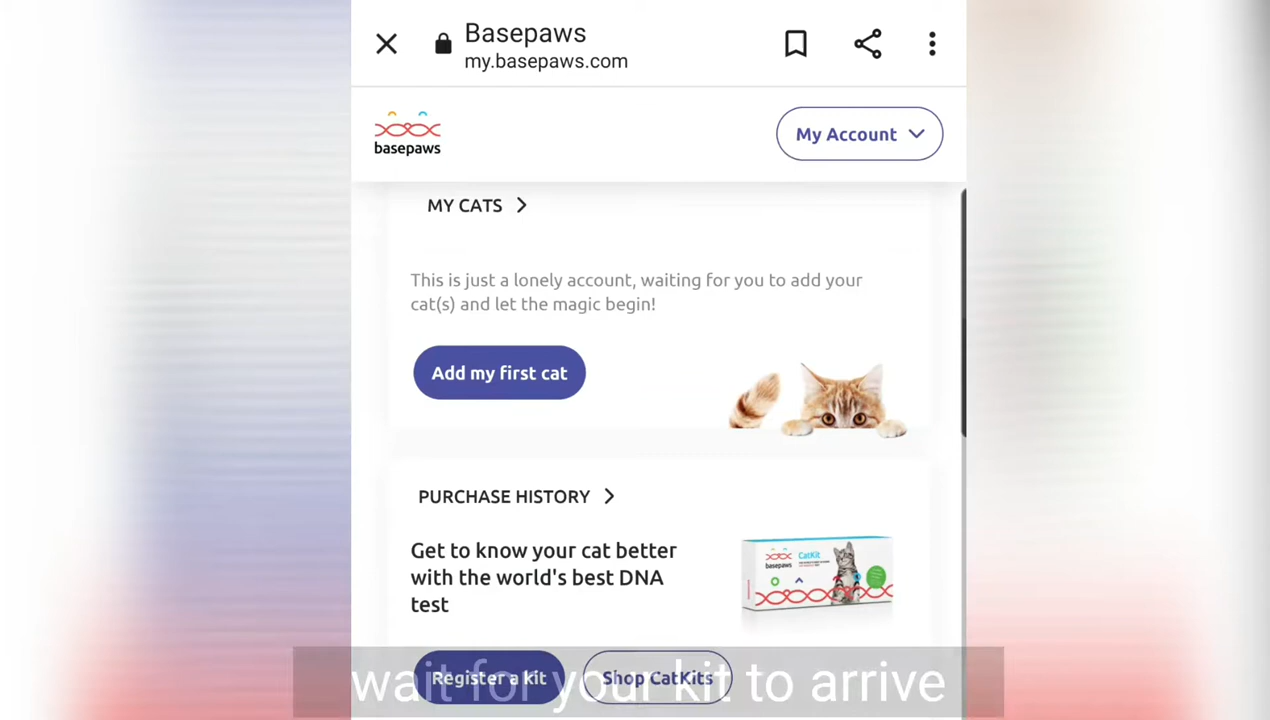 Basepaws
my.basepaws.com
basepaws
My Account
MY CATS
This is just a lonely account, waiting for you to add your
cat(s) and let the magic begin!
Add my first cat
PURCHASE HISTORY
Get to know your cat better
with the world's best DNA
test
CatKit
basepaws
Register a kit
Shop CatKits
wait for your kit to arrive